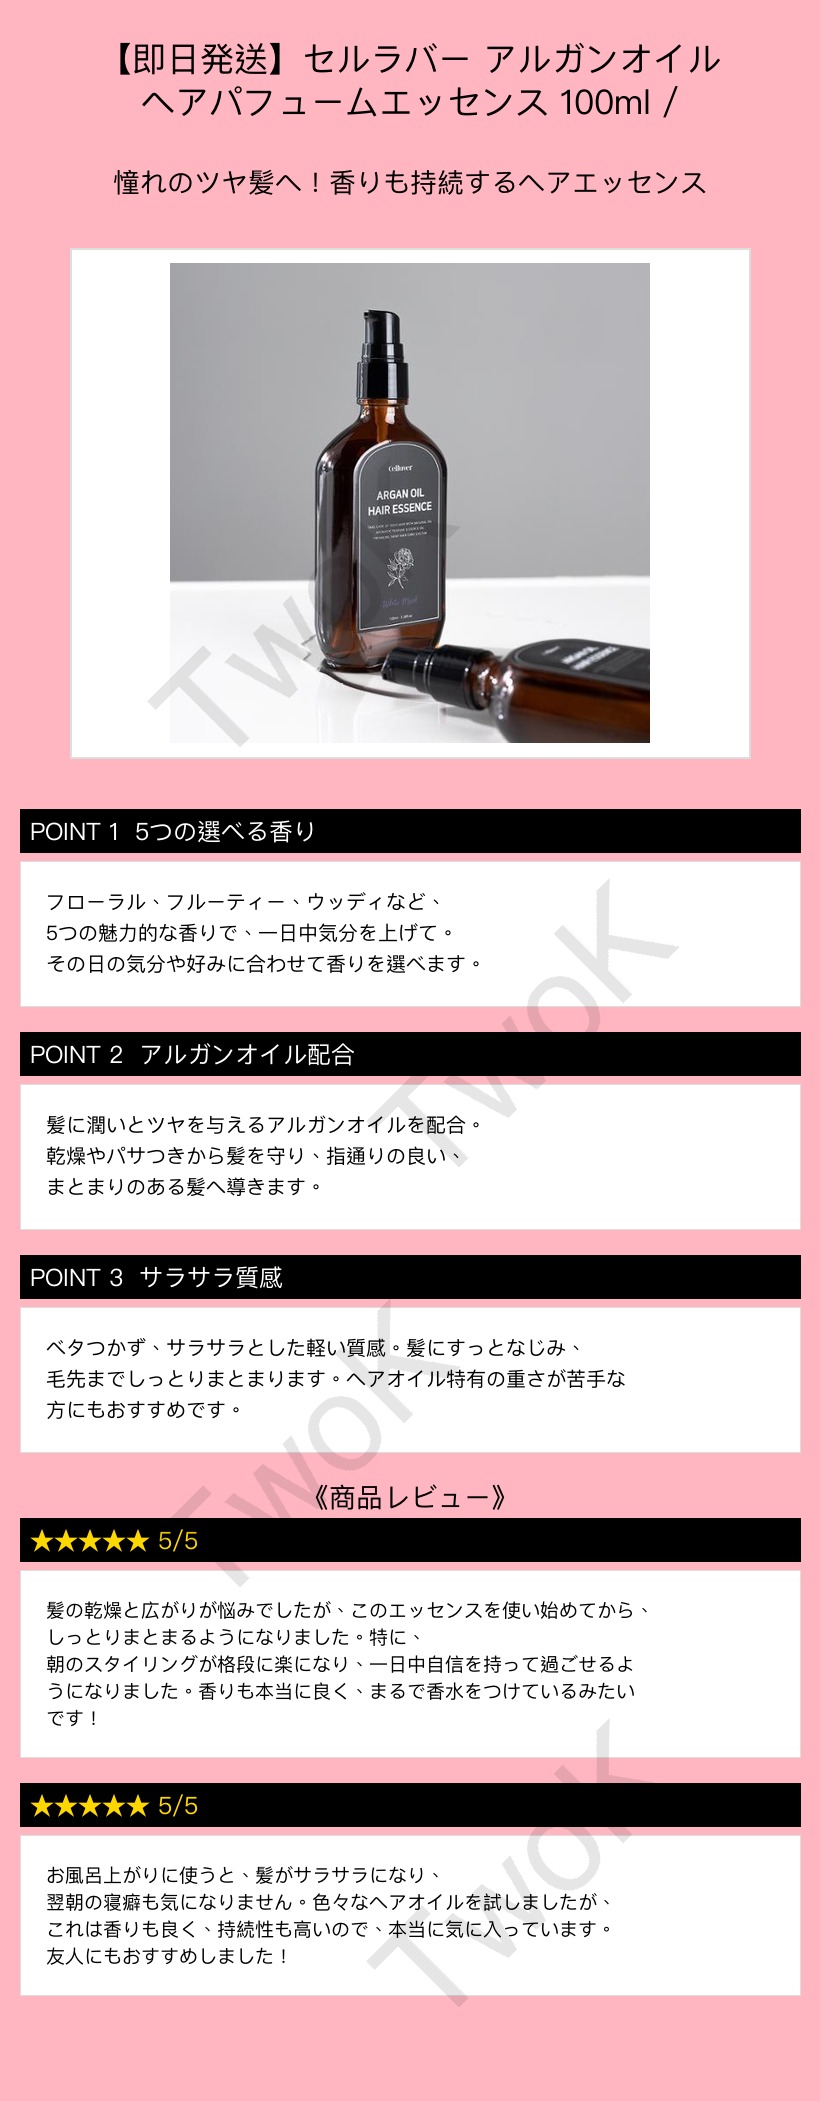 【即日発送】セルラバー アルガンオイル
ヘアパフュームエッセンス 100ml /
憧れのツヤ髪へ！香りも持続するヘアエッセンス
Celluver
ARGAN OIL
HAIR ESSENCE
White Musk
TwoK
POINT 1 5つの選べる香り
フローラル、フルーティー、ウッディなど、
5つの魅力的な香りで、一日中気分を上げて。
その日の気分や好みに合わせて香りを選べます。
TwoK
POINT 2 アルガンオイル配合
髪に潤いとツヤを与えるアルガンオイルを配合。
乾燥やパサつきから髪を守り、指通りの良い、
まとまりのある髪へ導きます。
POINT 3 サラサラ質感
ベタつかず、サラサラとした軽い質感。髪にすっとなじみ、
毛先までしっとりまとまります。ヘアオイル特有の重さが苦手な
方にもおすすめです。
TwoK
《商品レビュー》
★★★★★ 5/5
髪の乾燥と広がりが悩みでしたが、このエッセンスを使い始めてから、
しっとりまとまるようになりました。特に、
朝のスタイリングが格段に楽になり、一日中自信を持って過ごせるよ
うになりました。香りも本当に良く、まるで香水をつけているみたい
です！
★★★★★ 5/5
お風呂上がりに使うと、髪がサラサラになり、
翌朝の寝癖も気になりません。色々なヘアオイルを試しましたが、
これは香りも良く、持続性も高いので、本当に気に入っています。
友人にもおすすめしました！
TwoK